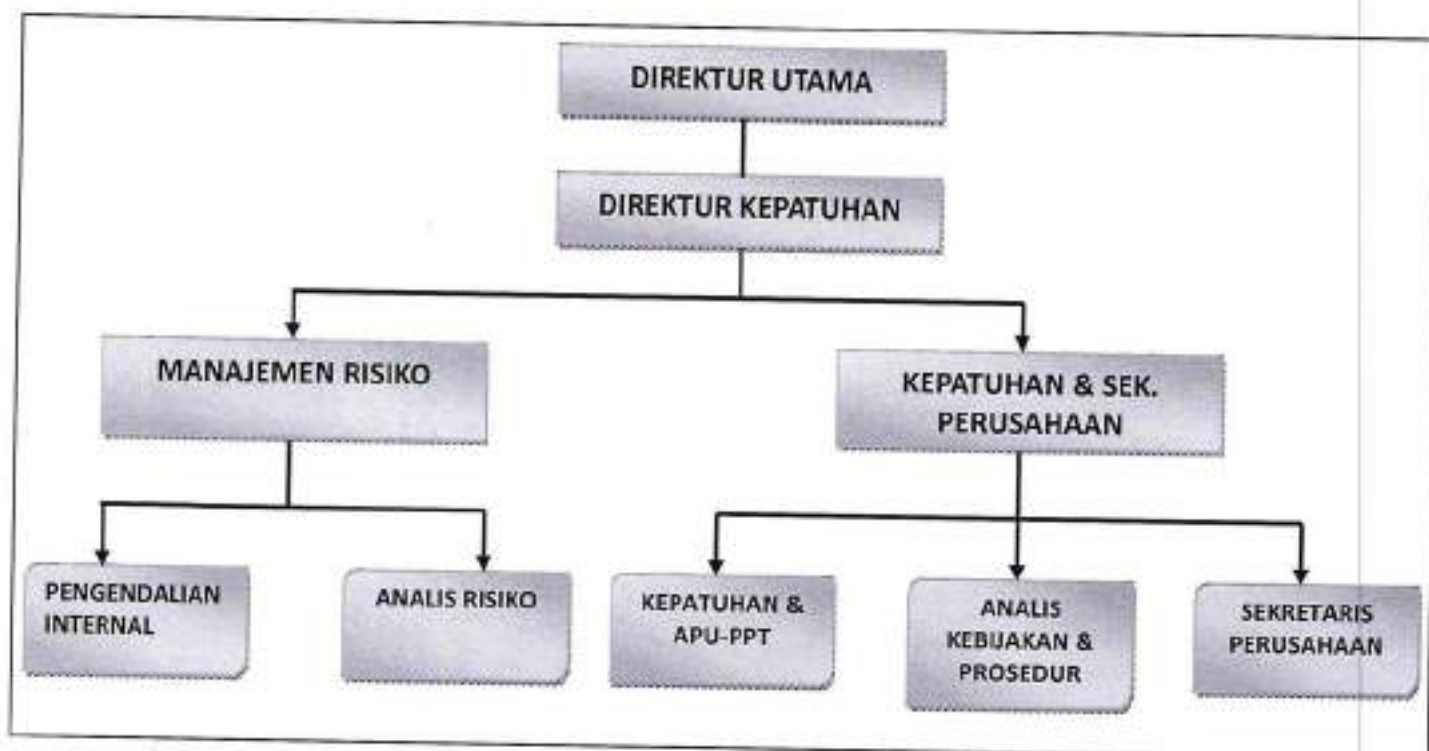 DIREKTUR UTAMA
DIREKTUR KEPATUHAN
MANAJEMEN RISIKO
KEPATUHAN & SEK.
PERUSAHAAN
PENGENDALIAN
INTERNAL
ANALIS RISIKO
KEPATUHAN &
APU-PPT
ANALIS
KEBIJAKAN &
PROSEDUR
SEKRETARIS
PERUSAHAAN